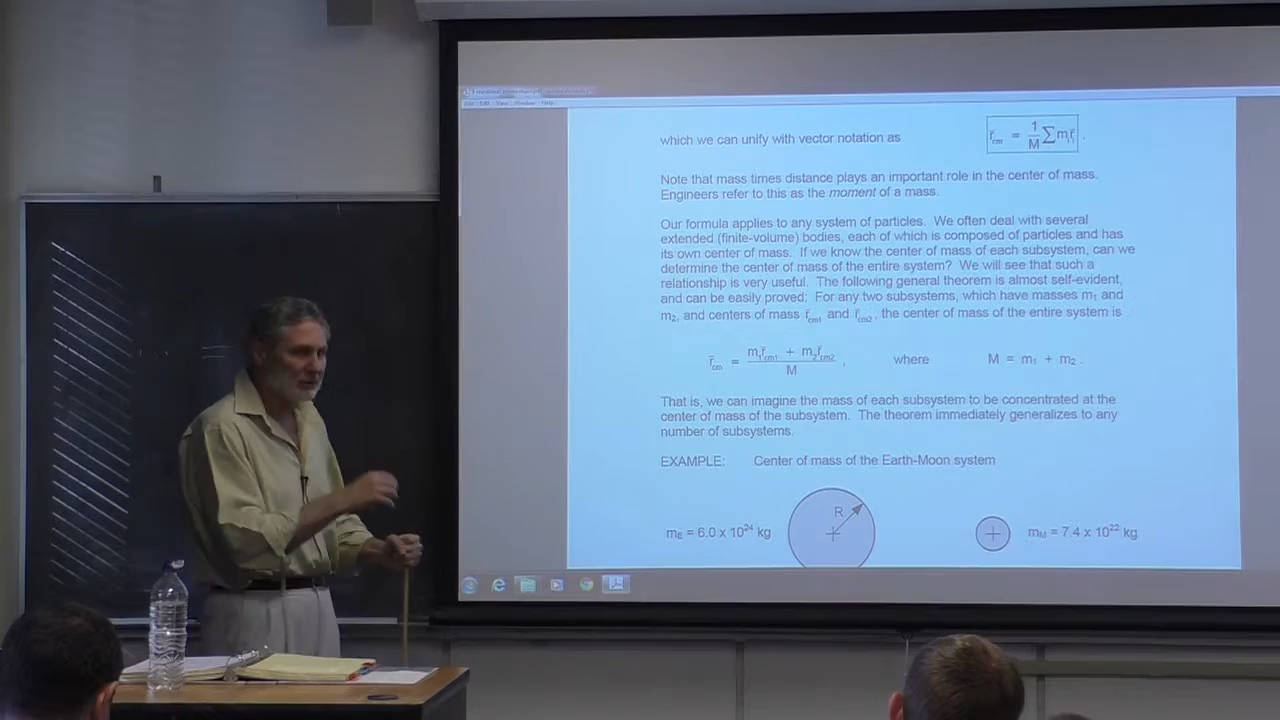 Edit View Window Help
which we can unify with vector notation as r̄cm = 1/M ∑ mᵢr̄ᵢ .
Note that mass times distance plays an important role in the center of mass.
Engineers refer to this as the moment of a mass.
Our formula applies to any system of particles. We often deal with several
extended (finite-volume) bodies, each of which is composed of particles and has
its own center of mass. If we know the center of mass of each subsystem, can we
determine the center of mass of the entire system? We will see that such a
relationship is very useful. The following general theorem is almost self-evident,
and can be easily proved: For any two subsystems, which have masses m₁ and
m₂, and centers of mass r̄cm1 and r̄cm2, the center of mass of the entire system is
r̄cm = (m₁r̄cm1 + m₂r̄cm2)/M , where M = m₁ + m₂ .
That is, we can imagine the mass of each subsystem to be concentrated at the
center of mass of the subsystem. The theorem immediately generalizes to any
number of subsystems.
EXAMPLE: Center of mass of the Earth-Moon system
R
mE = 6.0 x 10²⁴ kg mM = 7.4 x 10²² kg